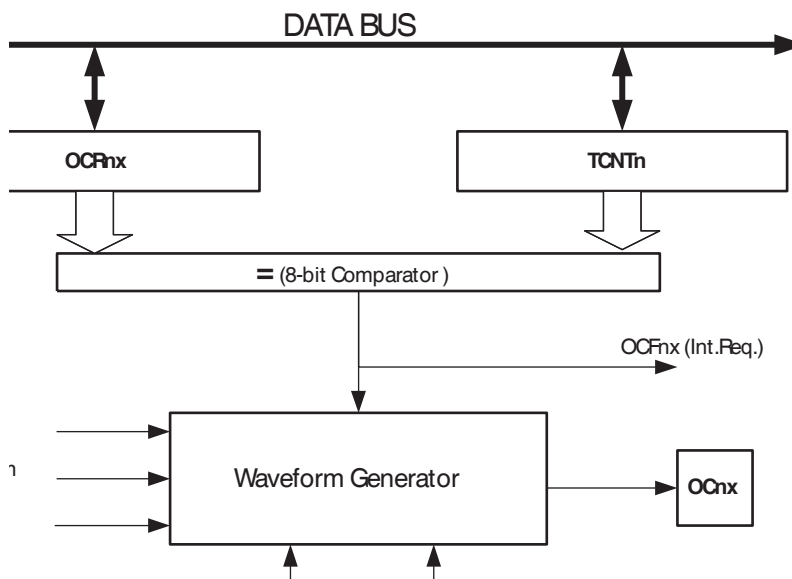 DATA BUS
OCRnx
TCNTn
= (8-bit Comparator )
OCFnx (Int.Req.)
Waveform Generator
OCnx